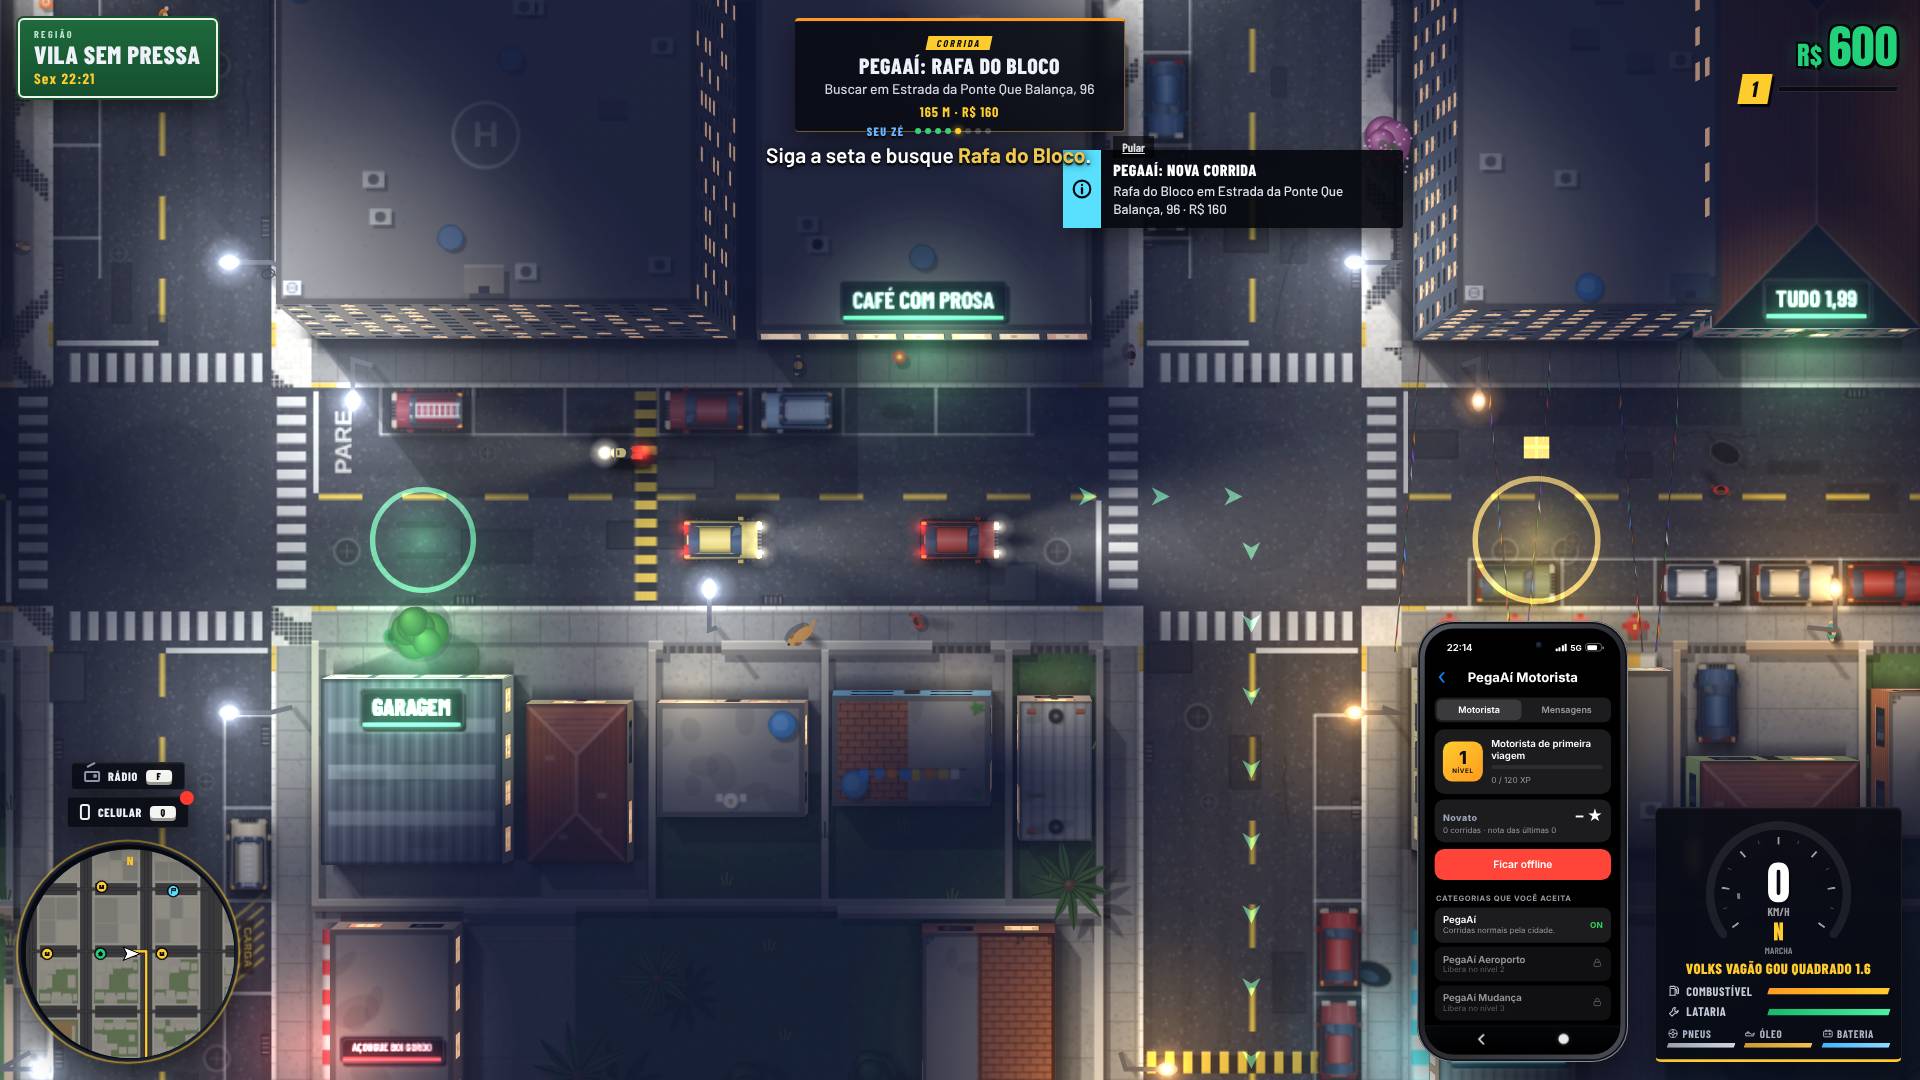 REGIÃO
VILA SEM PRESSA
Sex 22:21
CORRIDA
PEGAAÍ: RAFA DO BLOCO
Buscar em Estrada da Ponte Que Balança, 96
165 M · R$ 160
SEU ZÉ
Siga a seta e busque Rafa do Bloco.
Pular
PEGAAÍ: NOVA CORRIDA
Rafa do Bloco em Estrada da Ponte Que
Balança, 96 · R$ 160
R$ 600
1
H
CAFÉ COM PROSA
TUDO 1,99
PARE
GARAGEM
RÁDIO F
CELULAR Q
N
CARGA
AÇOUGUE BOI GORDO
22:14
5G
PegaAí Motorista
Motorista
Mensagens
1
NÍVEL
Motorista de primeira
viagem
0 / 120 XP
Novato
– ★
0 corridas · nota das últimas 0
Ficar offline
CATEGORIAS QUE VOCÊ ACEITA
PegaAí
Corridas normais pela cidade.
ON
PegaAí Aeroporto
Libera no nível 2
PegaAí Mudança
Libera no nível 3
0
KM/H
N
MARCHA
VOLKS VAGÃO GOU QUADRADO 1.6
COMBUSTÍVEL
LATARIA
PNEUS
ÓLEO
BATERIA